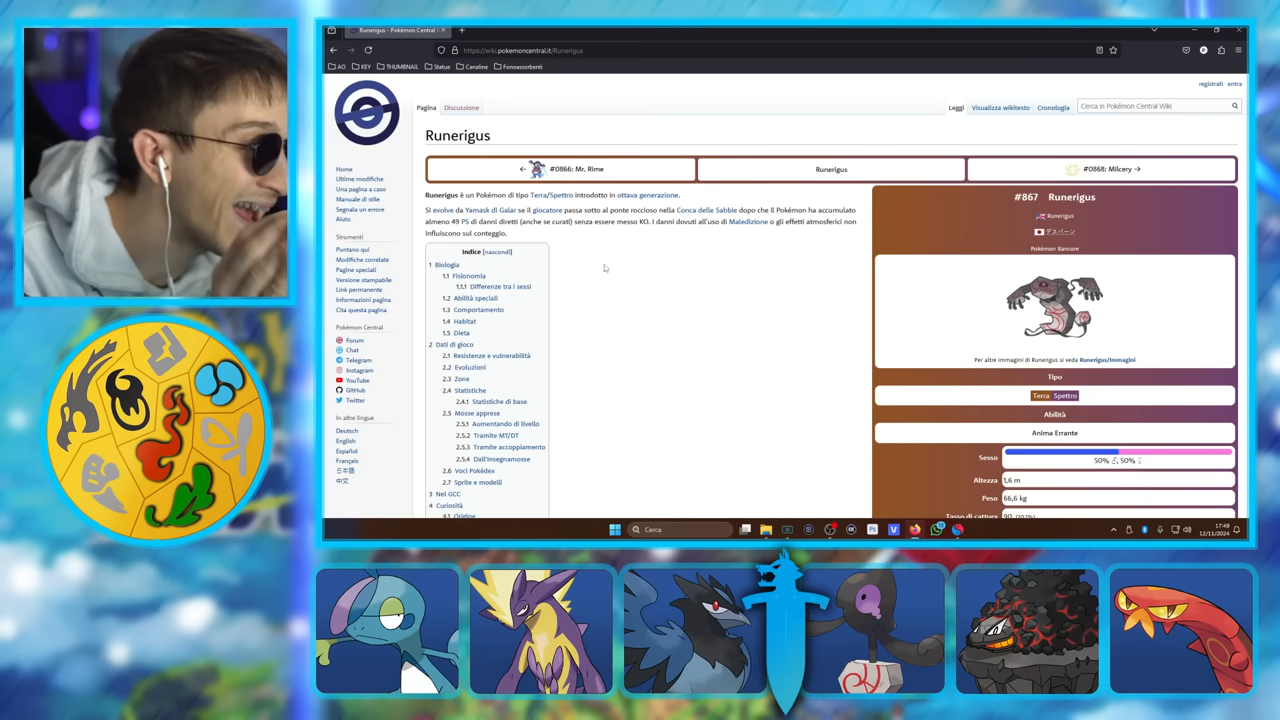 Runerigus - Pokémon Central
https://wiki.pokemoncentral.it/Runerigus
AO
KEY
THUMBNAIL
Statue
Canaline
Fonoassorbenti
registrati entra
Pagina Discussione
Leggi Visualizza wikitesto Cronologia
Cerca in Pokémon Central Wiki
Runerigus
← #0866: Mr. Rime
Runerigus
#0868: Milcery →
Runerigus è un Pokémon di tipo Terra/Spettro introdotto in ottava generazione.
Si evolve da Yamask di Galar se il giocatore passa sotto al ponte roccioso nella Conca delle Sabbie dopo che il Pokémon ha accumulato
almeno 49 PS di danni diretti (anche se curati) senza essere messo KO. I danni dovuti all'uso di Maledizione o gli effetti atmosferici non
influiscono sul conteggio.
Indice [nascondi]
1 Biologia
1.1 Fisionomia
1.1.1 Differenze tra i sessi
1.2 Abilità speciali
1.3 Comportamento
1.4 Habitat
1.5 Dieta
2 Dati di gioco
2.1 Resistenze e vulnerabilità
2.2 Evoluzioni
2.3 Zone
2.4 Statistiche
2.4.1 Statistiche di base
2.5 Mosse apprese
2.5.1 Aumentando di livello
2.5.2 Tramite MT/DT
2.5.3 Tramite accoppiamento
2.5.4 Dall'Insegnamosse
2.6 Voci Pokédex
2.7 Sprite e modelli
3 Nel GCC
4 Curiosità
4.1 Origine
Home
Ultime modifiche
Una pagina a caso
Manuale di stile
Segnala un errore
Aiuto
Strumenti
Puntano qui
Modifiche correlate
Pagine speciali
Versione stampabile
Link permanente
Informazioni pagina
Cita questa pagina
Pokémon Central
Forum
Chat
Telegram
Instagram
YouTube
GitHub
Twitter
In altre lingue
Deutsch
English
Español
Français
日本語
中文
#867 Runerigus
Runerigus
デスバーン
Pokémon Rancore
Per altre immagini di Runerigus si veda Runerigus/Immagini
Tipo
Terra Spettro
Abilità
Anima Errante
Sesso
50% ♂, 50% ♀
Altezza
1,6 m
Peso
66,6 kg
Tasso di cattura
Cerca
4K
Ps
V
17:49
12/11/2024